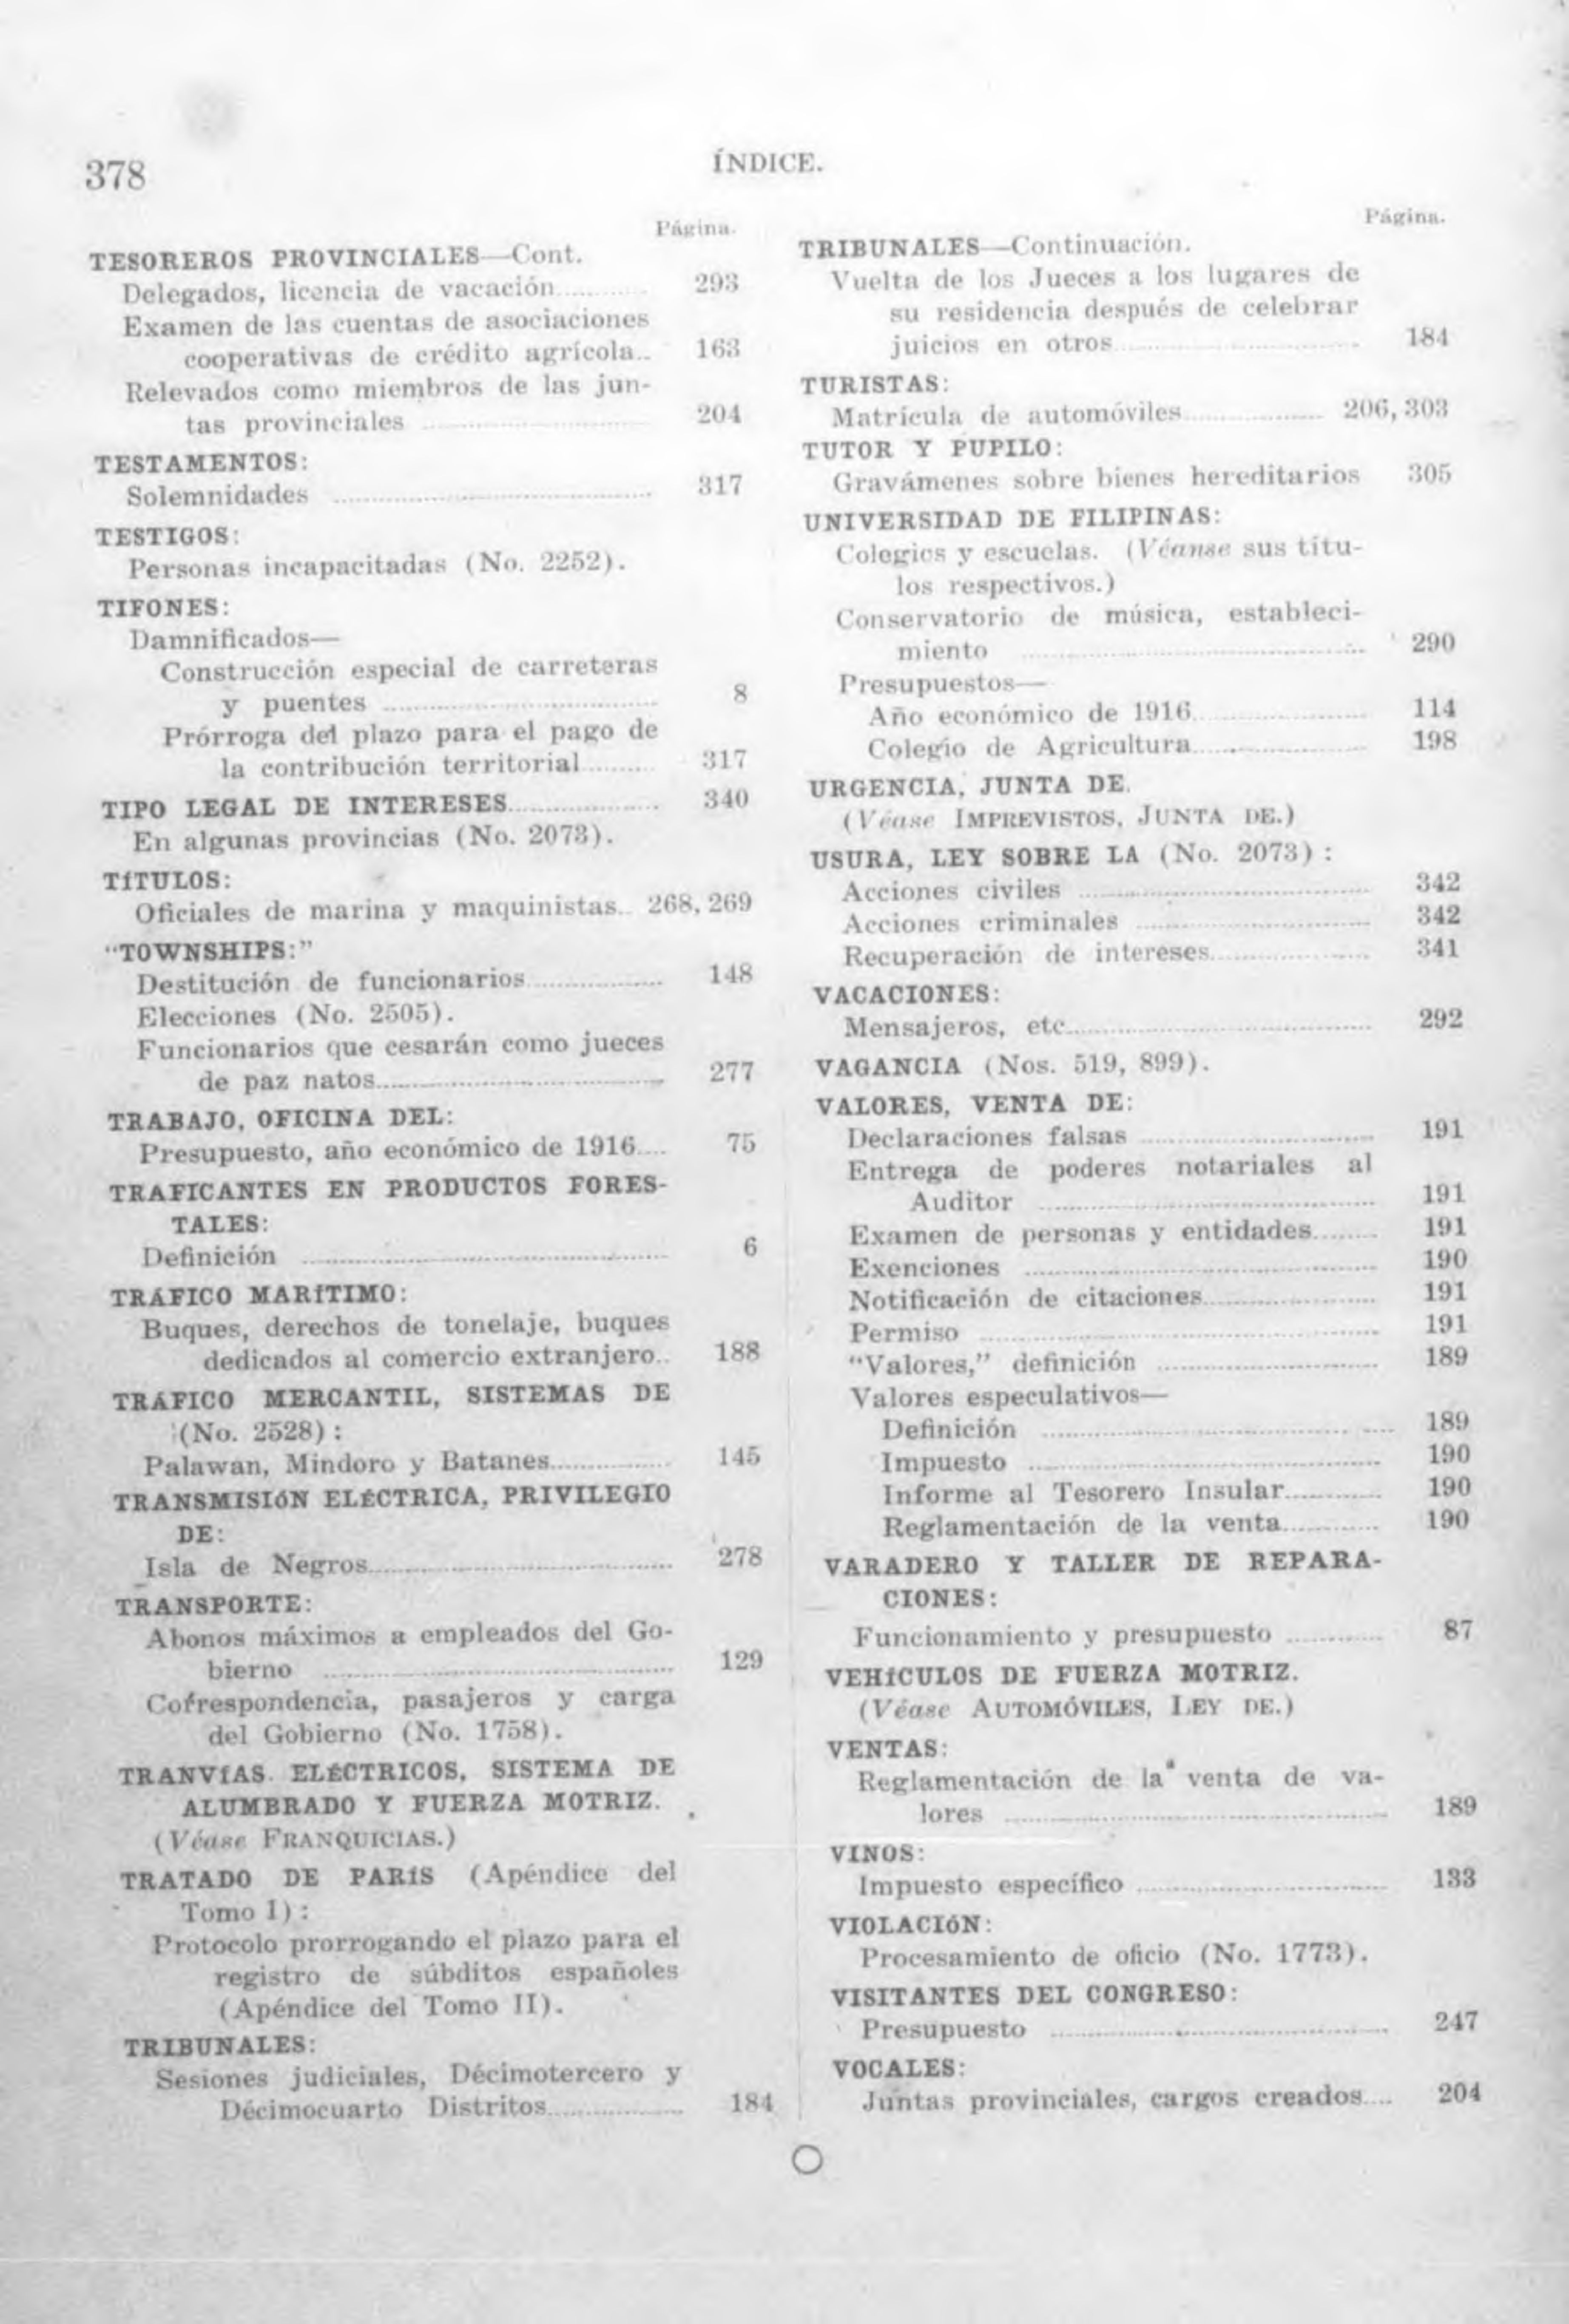 378
ÍNDICE.
Página.
TESOREROS PROVINCIALES—Cont.
Delegados, licencia de vacación........... 293
Examen de las cuentas de asociaciones
cooperativas de crédito agrícola.. 163
Relevados como miembros de las jun-
tas provinciales ........................... 204
TESTAMENTOS:
Solemnidades ........................... 317
TESTIGOS:
Personas incapacitadas (No. 2252).
TIFONES:
Damnificados—
Construcción especial de carreteras
y puentes ........................... 8
Prórroga del plazo para el pago de
la contribución territorial......... 317
TIPO LEGAL DE INTERESES.................. 340
En algunas provincias (No. 2073).
TÍTULOS:
Oficiales de marina y maquinistas.. 268, 269
“TOWNSHIPS:”
Destitución de funcionarios................ 148
Elecciones (No. 2505).
Funcionarios que cesarán como jueces
de paz natos........................... 277
TRABAJO, OFICINA DEL:
Presupuesto, año económico de 1916.... 75
TRAFICANTES EN PRODUCTOS FORES-
TALES:
Definición ........................... 6
TRÁFICO MARÍTIMO:
Buques, derechos de tonelaje, buques
dedicados al comercio extranjero.. 188
TRÁFICO MERCANTIL, SISTEMAS DE
(No. 2528):
Palawan, Mindoro y Batanes.............. 145
TRANSMISIÓN ELÉCTRICA, PRIVILEGIO
DE:
Isla de Negros........................... 278
TRANSPORTE:
Abonos máximos a empleados del Go-
bierno ........................... 129
Correspondencia, pasajeros y carga
del Gobierno (No. 1758).
TRANVÍAS ELÉCTRICOS, SISTEMA DE
ALUMBRADO Y FUERZA MOTRIZ.
(Véase FRANQUICIAS.)
TRATADO DE PARÍS (Apéndice del
Tomo I):
Protocolo prorrogando el plazo para el
registro de súbditos españoles
(Apéndice del Tomo II).
TRIBUNALES:
Sesiones judiciales, Décimotercero y
Décimocuarto Distritos................ 184
Página.
TRIBUNALES—Continuación.
Vuelta de los Jueces a los lugares de
su residencia después de celebrar
juicios en otros........................... 184
TURISTAS:
Matrícula de automóviles................ 206, 303
TUTOR Y PUPILO:
Gravámenes sobre bienes hereditarios 305
UNIVERSIDAD DE FILIPINAS:
Colegios y escuelas. (Véanse sus títu-
los respectivos.)
Conservatorio de música, estableci-
miento ........................... 290
Presupuestos—
Año económico de 1916.................. 114
Colegio de Agricultura.................. 198
URGENCIA, JUNTA DE.
(Véase IMPREVISTOS, JUNTA DE.)
USURA, LEY SOBRE LA (No. 2073):
Acciones civiles ........................... 342
Acciones criminales ........................... 342
Recuperación de intereses.................. 341
VACACIONES:
Mensajeros, etc........................... 292
VAGANCIA (Nos. 519, 899).
VALORES, VENTA DE:
Declaraciones falsas ........................... 191
Entrega de poderes notariales al
Auditor ........................... 191
Examen de personas y entidades........ 191
Exenciones ........................... 190
Notificación de citaciones.................. 191
Permiso ........................... 191
“Valores,” definición ........................... 189
Valores especulativos—
Definición ........................... 189
Impuesto ........................... 190
Informe al Tesorero Insular............ 190
Reglamentación de la venta............ 190
VARADERO Y TALLER DE REPARA-
CIONES:
Funcionamiento y presupuesto ............ 87
VEHÍCULOS DE FUERZA MOTRIZ.
(Véase AUTOMÓVILES, LEY DE.)
VENTAS:
Reglamentación de la venta de va-
lores ........................... 189
VINOS:
Impuesto específico ........................... 133
VIOLACIÓN:
Procesamiento de oficio (No. 1773).
VISITANTES DEL CONGRESO:
Presupuesto ........................... 247
VOCALES:
Juntas provinciales, cargos creados.... 204